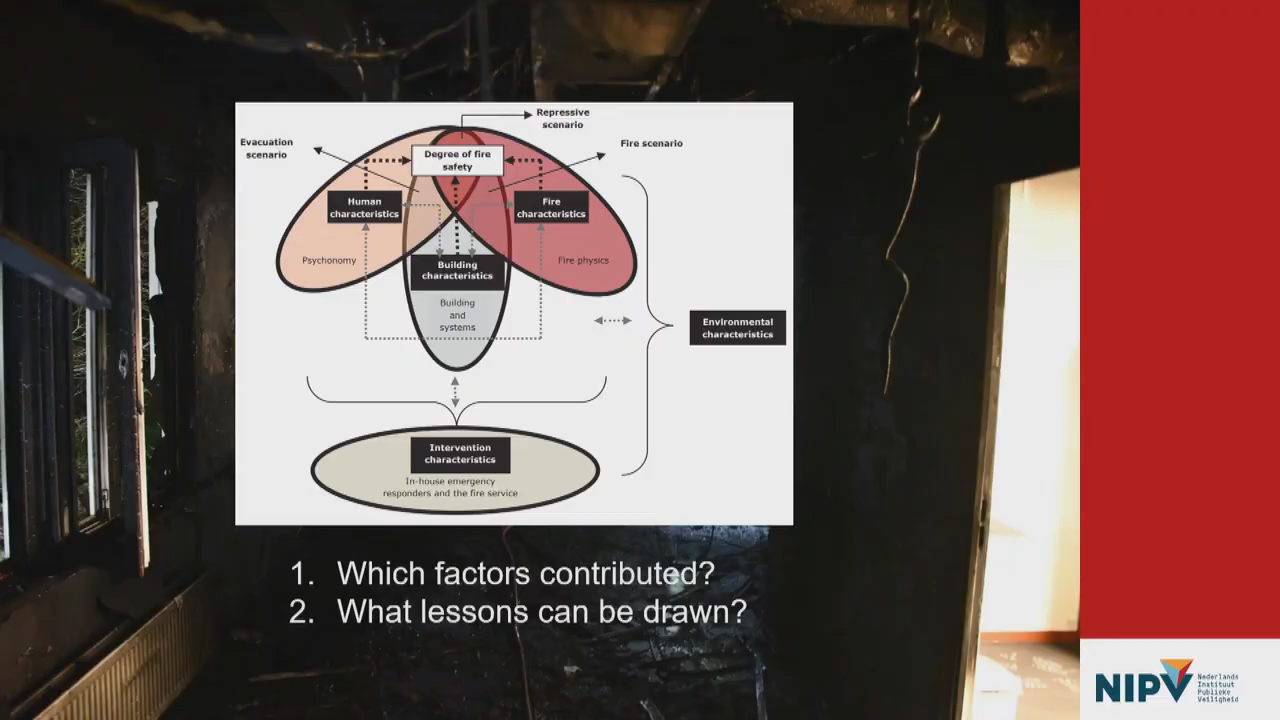 Repressive
scenario
Evacuation
scenario
Fire scenario
Degree of fire
safety
Human
characteristics
Fire
characteristics
Psychonomy
Fire physics
Building
characteristics
Building
and
systems
Environmental
characteristics
Intervention
characteristics
In-house emergency
responders and the fire service
1. Which factors contributed?
2. What lessons can be drawn?
NIPV
Nederlands
Instituut
Publieke
Veiligheid